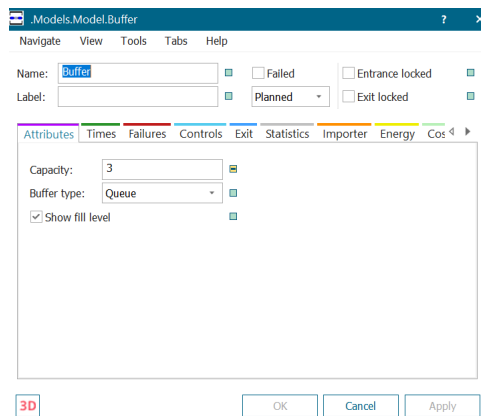 .Models.Model.Buffer ?
Navigate View Tools Tabs Help
Name: Buffer Failed Entrance locked
Label: Planned Exit locked
Attributes Times Failures Controls Exit Statistics Importer Energy Cos
Capacity: 3
Buffer type: Queue
Show fill level
3D OK Cancel Apply